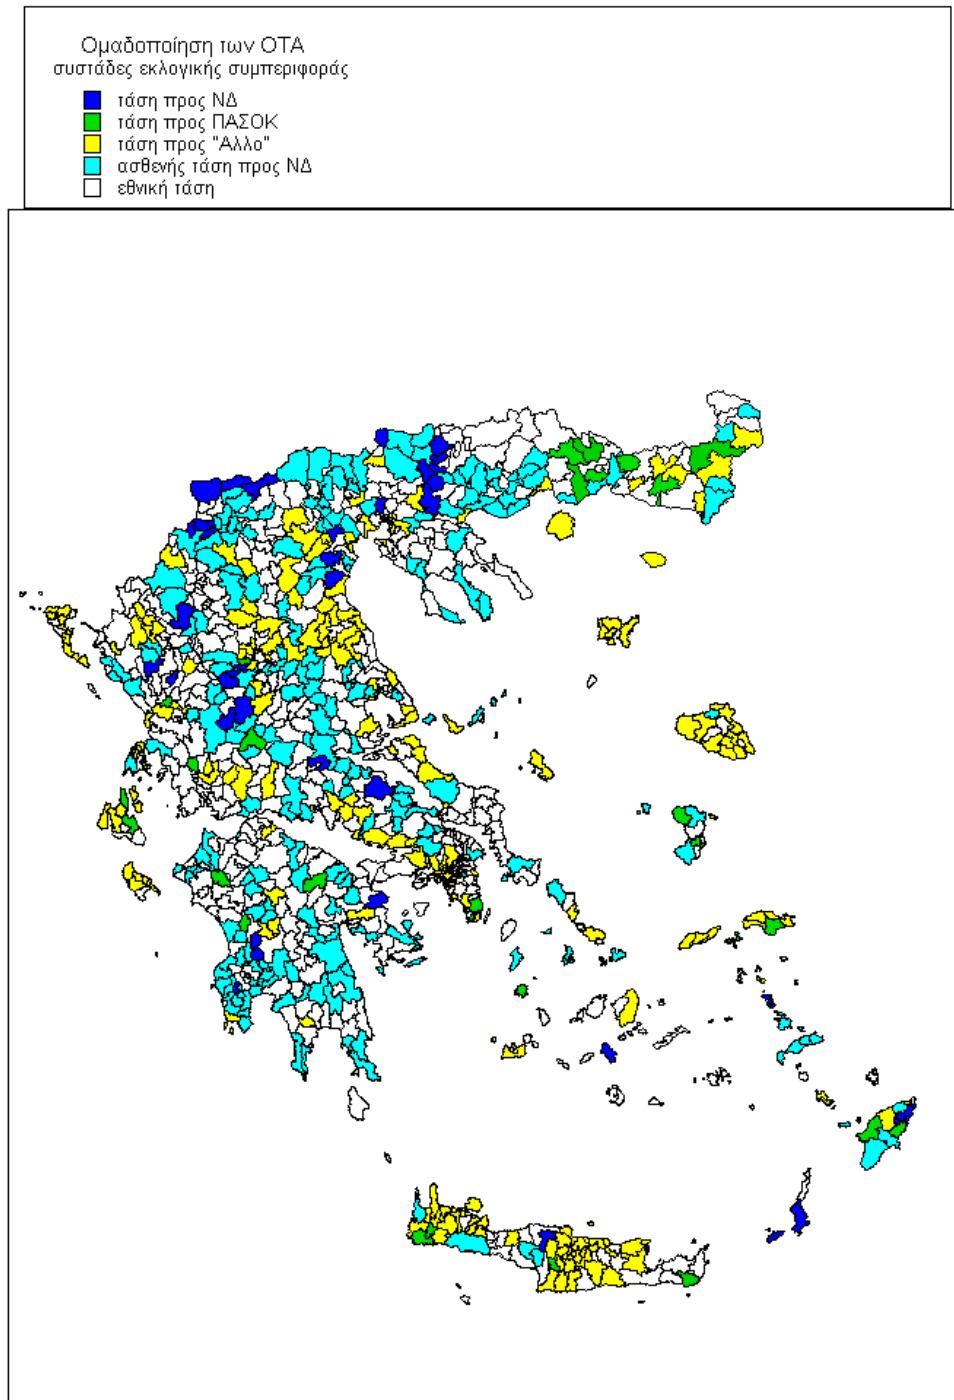 Ομαδοποίηση των ΟΤΑ
συστάδες εκλογικής συμπεριφοράς
τάση προς ΝΔ
τάση προς ΠΑΣΟΚ
τάση προς "Αλλο"
ασθενής τάση προς ΝΔ
εθνική τάση